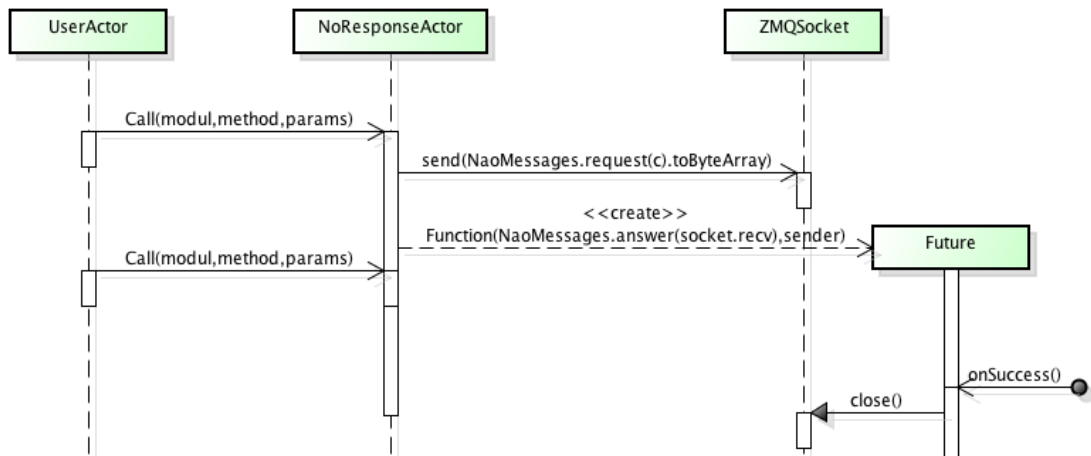 UserActor
NoResponseActor
ZMQSocket
Call(modul,method,params)
send(NaoMessages.request(c).toByteArray)
<<create>>
Function(NaoMessages.answer(socket.recv),sender)
Future
Call(modul,method,params)
onSuccess()
close()